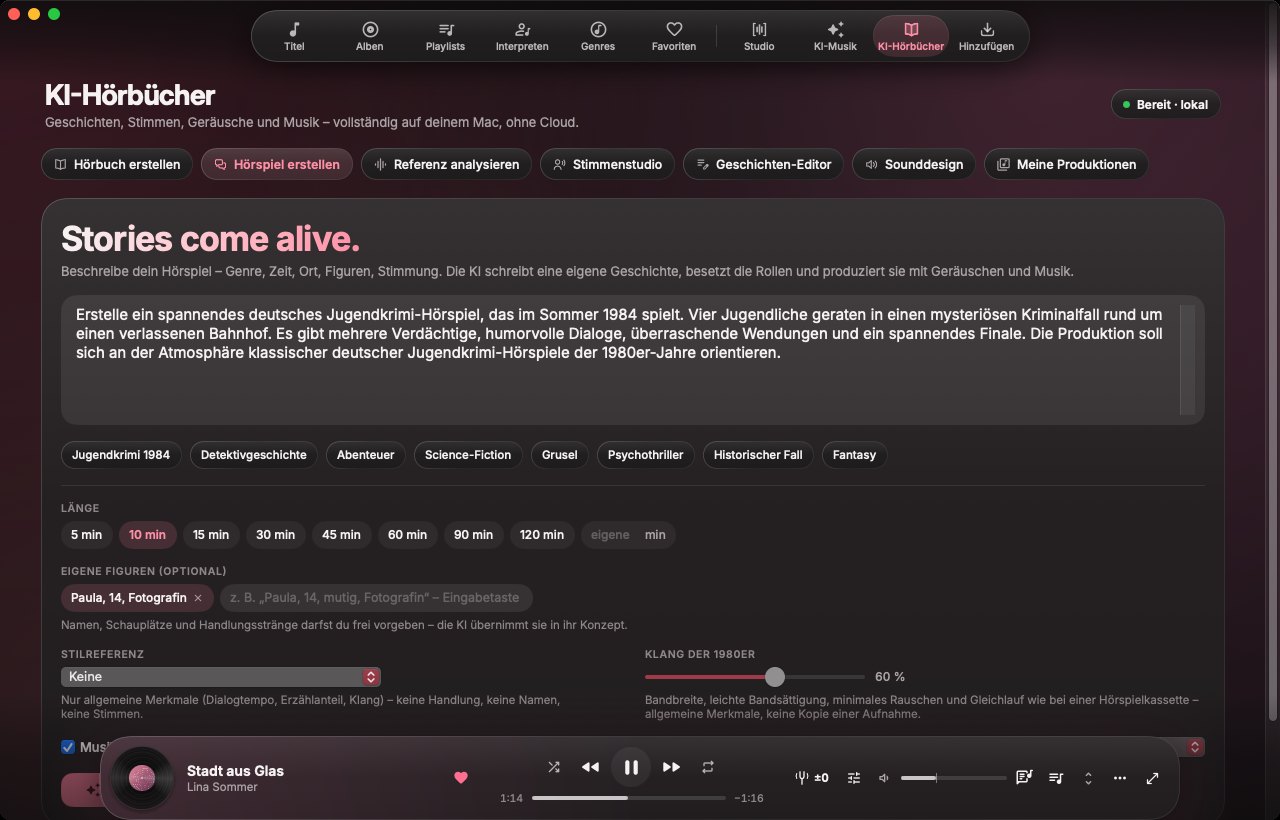 Titel
Alben
Playlists
Interpreten
Genres
Favoriten
Studio
KI-Musik
KI-Hörbücher
Hinzufügen
KI-Hörbücher
Geschichten, Stimmen, Geräusche und Musik – vollständig auf deinem Mac, ohne Cloud.
Bereit · lokal
Hörbuch erstellen
Hörspiel erstellen
Referenz analysieren
Stimmenstudio
Geschichten-Editor
Sounddesign
Meine Produktionen
Stories come alive.
Beschreibe dein Hörspiel – Genre, Zeit, Ort, Figuren, Stimmung. Die KI schreibt eine eigene Geschichte, besetzt die Rollen und produziert sie mit Geräuschen und Musik.
Erstelle ein spannendes deutsches Jugendkrimi-Hörspiel, das im Sommer 1984 spielt. Vier Jugendliche geraten in einen mysteriösen Kriminalfall rund um
einen verlassenen Bahnhof. Es gibt mehrere Verdächtige, humorvolle Dialoge, überraschende Wendungen und ein spannendes Finale. Die Produktion soll
sich an der Atmosphäre klassischer deutscher Jugendkrimi-Hörspiele der 1980er-Jahre orientieren.
Jugendkrimi 1984
Detektivgeschichte
Abenteuer
Science-Fiction
Grusel
Psychothriller
Historischer Fall
Fantasy
LÄNGE
5 min
10 min
15 min
30 min
45 min
60 min
90 min
120 min
eigene min
EIGENE FIGUREN (OPTIONAL)
Paula, 14, Fotografin ×
z. B. „Paula, 14, mutig, Fotografin“ – Eingabetaste
Namen, Schauplätze und Handlungsstränge darfst du frei vorgeben – die KI übernimmt sie in ihr Konzept.
STILREFERENZ
Keine
Nur allgemeine Merkmale (Dialogtempo, Erzählanteil, Klang) – keine Handlung, keine Namen,
keine Stimmen.
KLANG DER 1980ER
60 %
Bandbreite, leichte Bandsättigung, minimales Rauschen und Gleichlauf wie bei einer Hörspielkassette –
allgemeine Merkmale, keine Kopie einer Aufnahme.
Stadt aus Glas
Lina Sommer
1:14
−1:16
±0